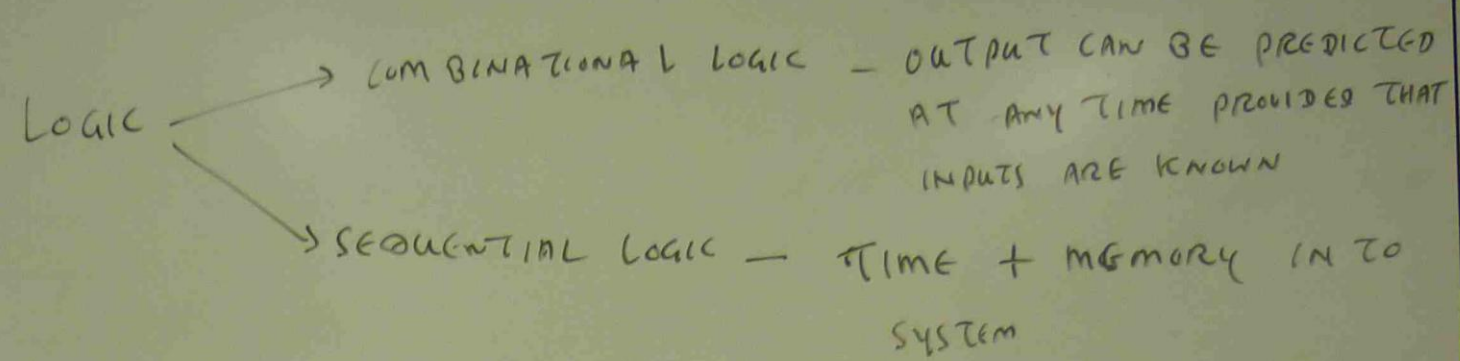 LOGIC
COMBINATIONAL LOGIC - OUTPUT CAN BE PREDICTED
AT ANY TIME PROVIDED THAT
INPUTS ARE KNOWN
SEQUENTIAL LOGIC - TIME + MEMORY IN TO
SYSTEM